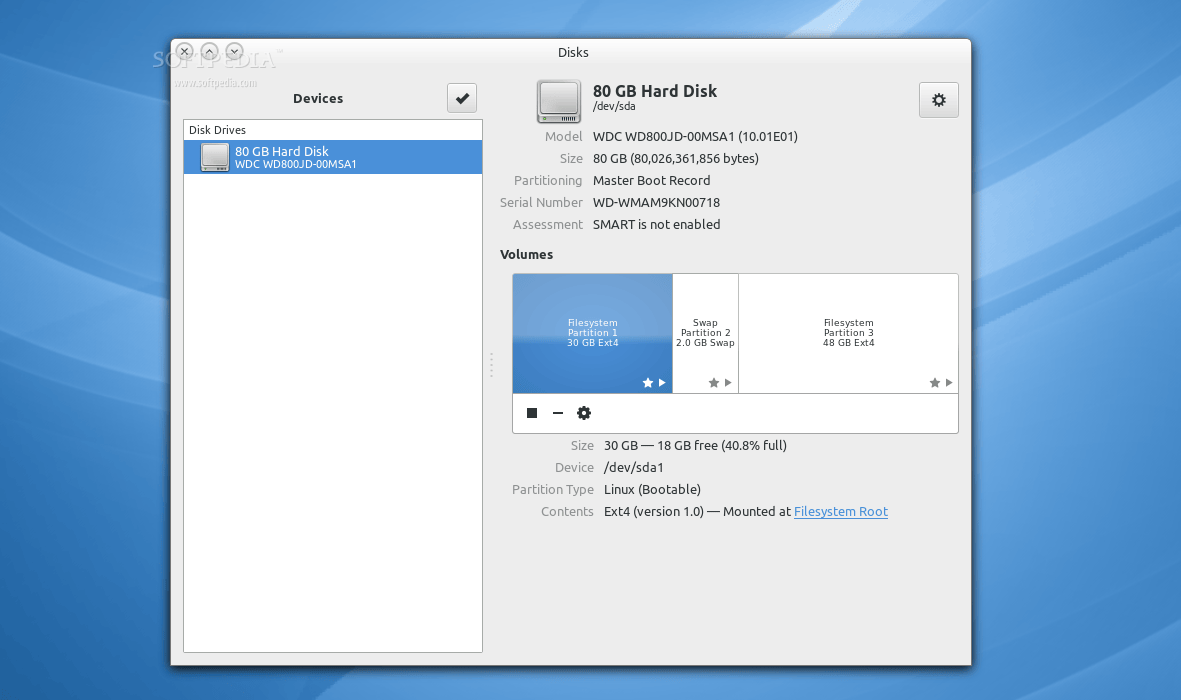 Disks
SOFTPEDIA™
www.softpedia.com
Devices
Disk Drives
80 GB Hard Disk
WDC WD800JD-00MSA1
80 GB Hard Disk
/dev/sda
Model WDC WD800JD-00MSA1 (10.01E01)
Size 80 GB (80,026,361,856 bytes)
Partitioning Master Boot Record
Serial Number WD-WMAM9KN00718
Assessment SMART is not enabled
Volumes
Filesystem
Partition 1
30 GB Ext4
Swap
Partition 2
2.0 GB Swap
Filesystem
Partition 3
48 GB Ext4
Size 30 GB — 18 GB free (40.8% full)
Device /dev/sda1
Partition Type Linux (Bootable)
Contents Ext4 (version 1.0) — Mounted at Filesystem Root